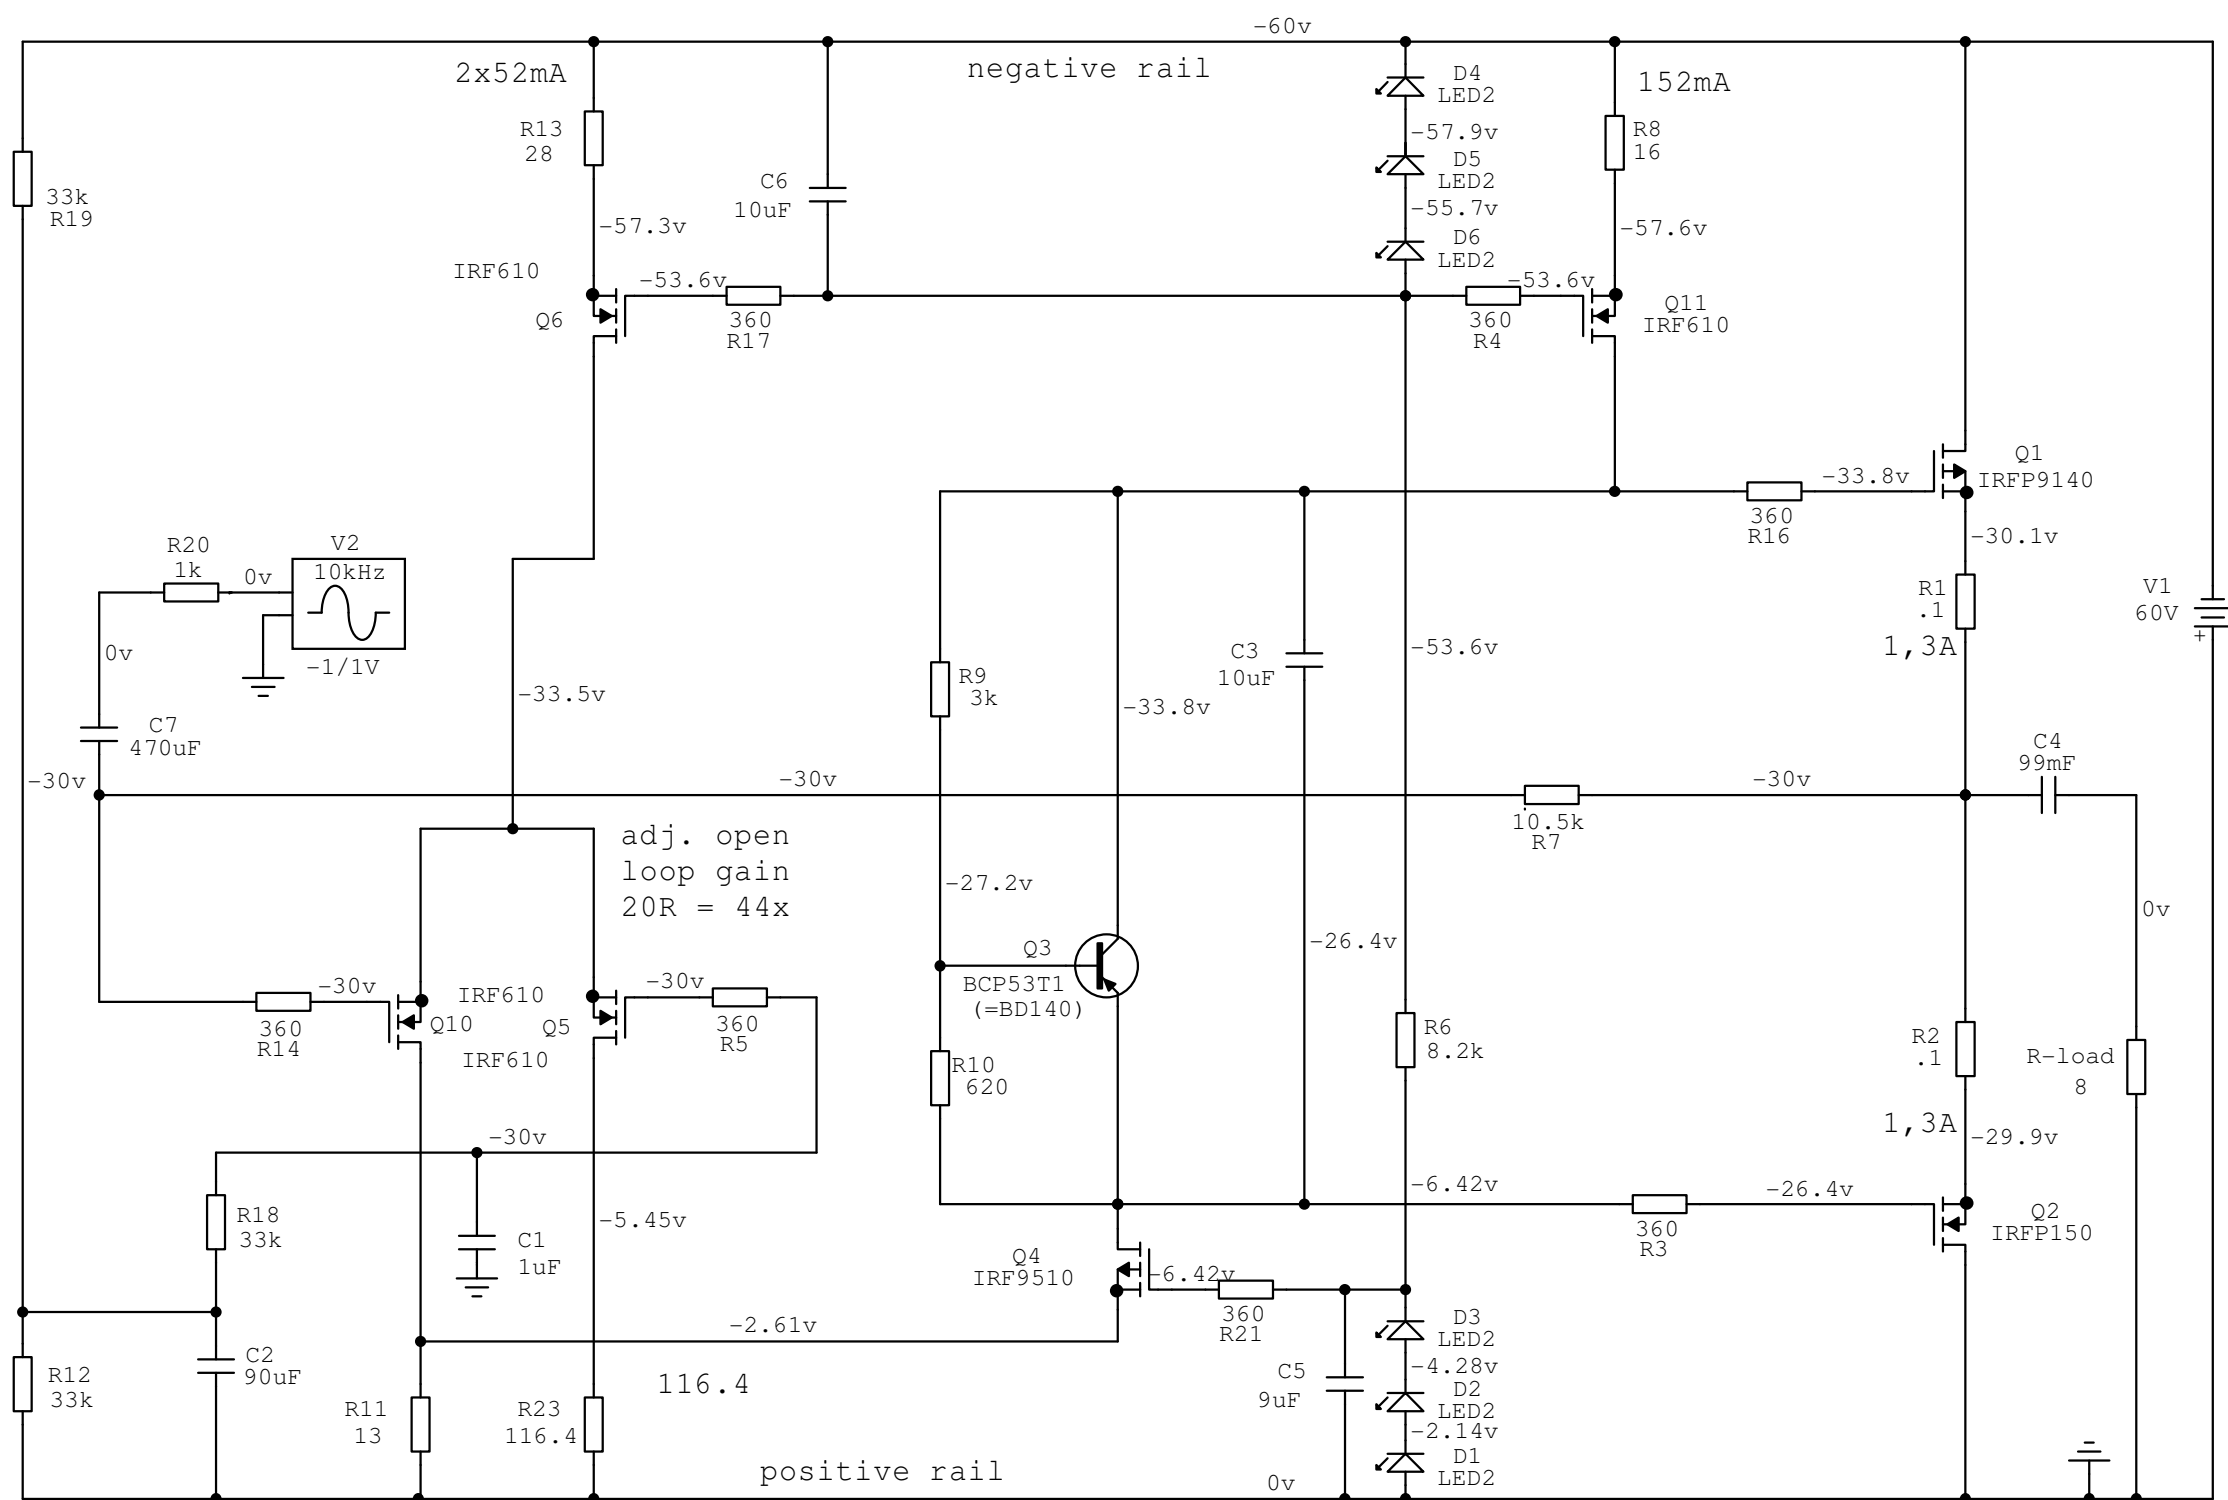 -60v
2x52mA
negative rail
D4
LED2
152mA
R13
28
-57.9v
R8
16
D5
LED2
C6
10uF
33k
R19
-55.7v
-57.3v
-57.6v
D6
LED2
IRF610
-53.6v
-53.6v
Q6
360
R17
360
R4
Q11
IRF610
Q1
IRFP9140
-33.8v
360
R16
-30.1v
R20
1k
0v
V2
10kHz
-1/1V
R1
.1
1,3A
V1
60V
+
0v
C3
10uF
-53.6v
R9
3k
-33.5v
-33.8v
C7
470uF
C4
99mF
-30v
-30v
-30v
10.5k
R7
adj. open
loop gain
20R = 44x
-27.2v
0v
-26.4v
Q3
BCP53T1
(=BD140)
-30v
IRF610
-30v
360
R14
Q10
Q5
360
R5
IRF610
R6
8.2k
R2
.1
R-load
8
R10
620
1,3A
-29.9v
-30v
-6.42v
-26.4v
R18
33k
-5.45v
Q2
IRFP150
360
R3
C1
1uF
Q4
IRF9510
-6.42v
360
R21
-2.61v
D3
LED2
C2
90uF
R12
33k
-4.28v
C5
9uF
116.4
D2
LED2
R11
13
R23
116.4
-2.14v
D1
LED2
positive rail
0v